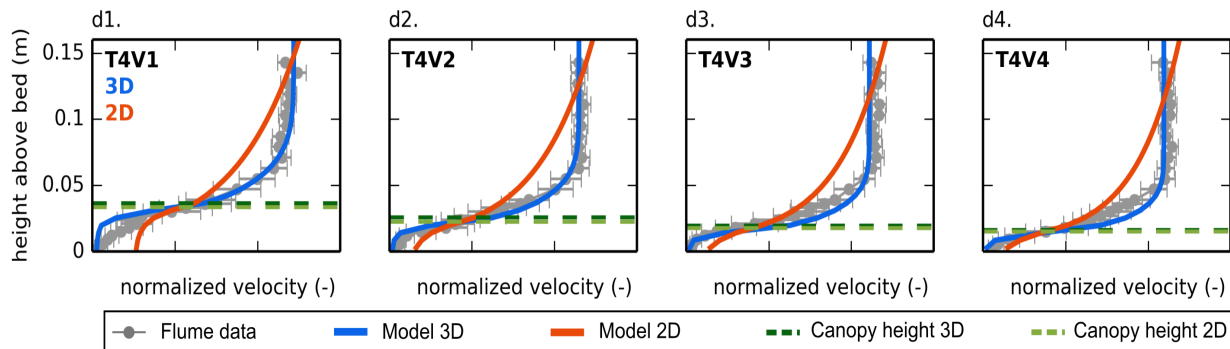 d1.
d2.
d3.
d4.
height above bed (m)
0.15
0.1
0.05
0
T4V1
3D
2D
T4V2
T4V3
T4V4
normalized velocity (-)
normalized velocity (-)
normalized velocity (-)
normalized velocity (-)
Flume data
Model 3D
Model 2D
Canopy height 3D
Canopy height 2D